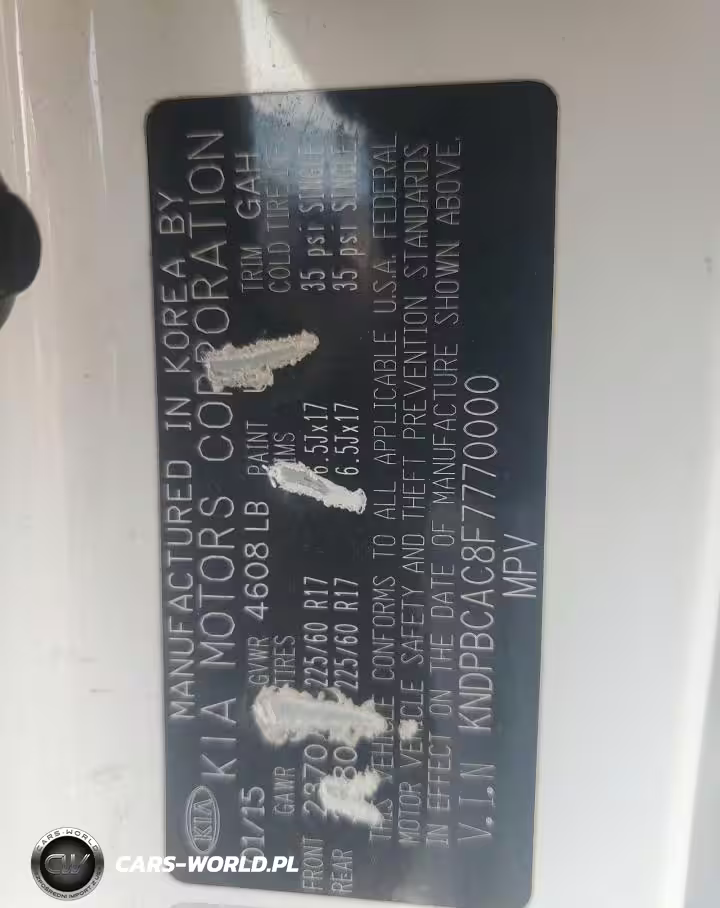 MANUFACTURED IN KOREA BY
KIA KIA MOTORS CORPORATION
01/15 GVWR 4608 LB PAINT TRIM GAH
GAWR TIRES COLD TIRE
FRONT 225/60 R17 6.5Jx17 35 psi SINGLE
REAR 225/60 R17 6.5Jx17 35 psi SINGLE
THIS VEHICLE CONFORMS TO ALL APPLICABLE U.S.A. FEDERAL
MOTOR VEHICLE SAFETY AND THEFT PREVENTION STANDARDS
IN EFFECT ON THE DATE OF MANUFACTURE SHOWN ABOVE.
V.I.N KNDPBCAC8F7770000
MPV
CARS-WORLD
CW
CARS-WORLD.PL